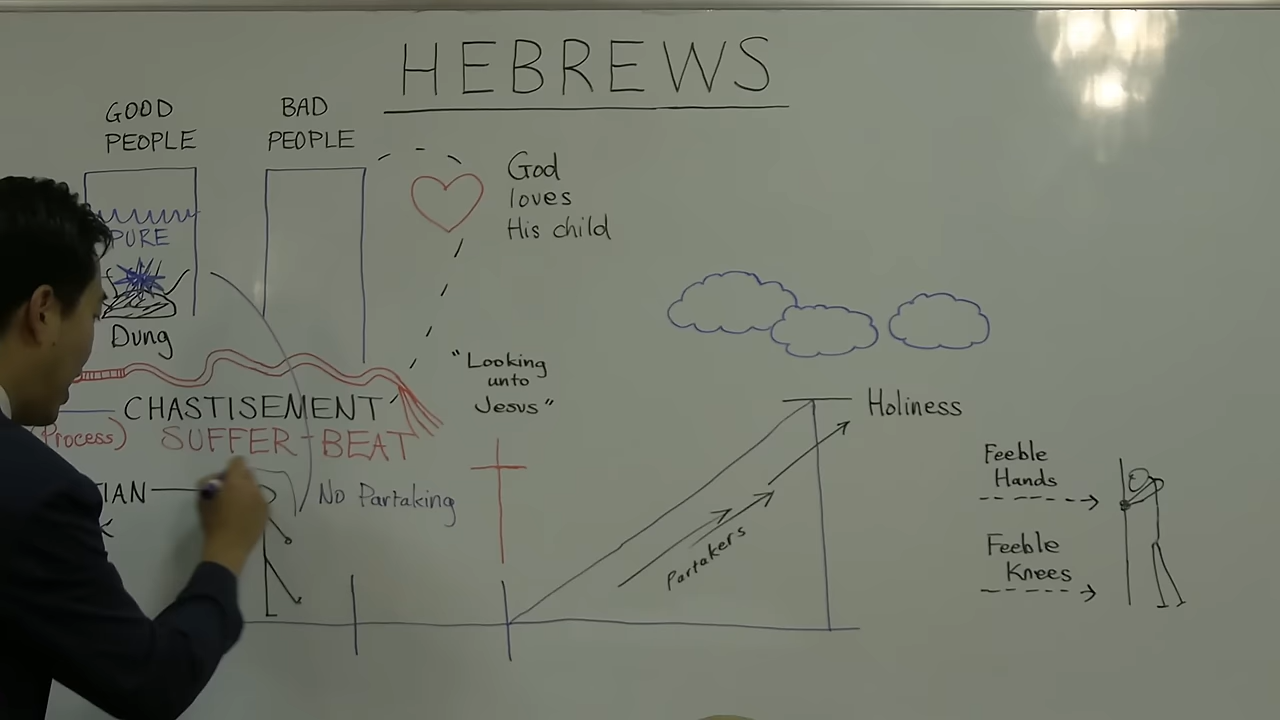 HEBREWS
GOOD
PEOPLE
BAD
PEOPLE
PURE
Dung
God
loves
His child
"Looking
unto
Jesus"
CHASTISEMENT
(Process) SUFFER-BEAT
TIAN
No Partaking
Partakers
Holiness
Feeble
Hands
Feeble
Knees